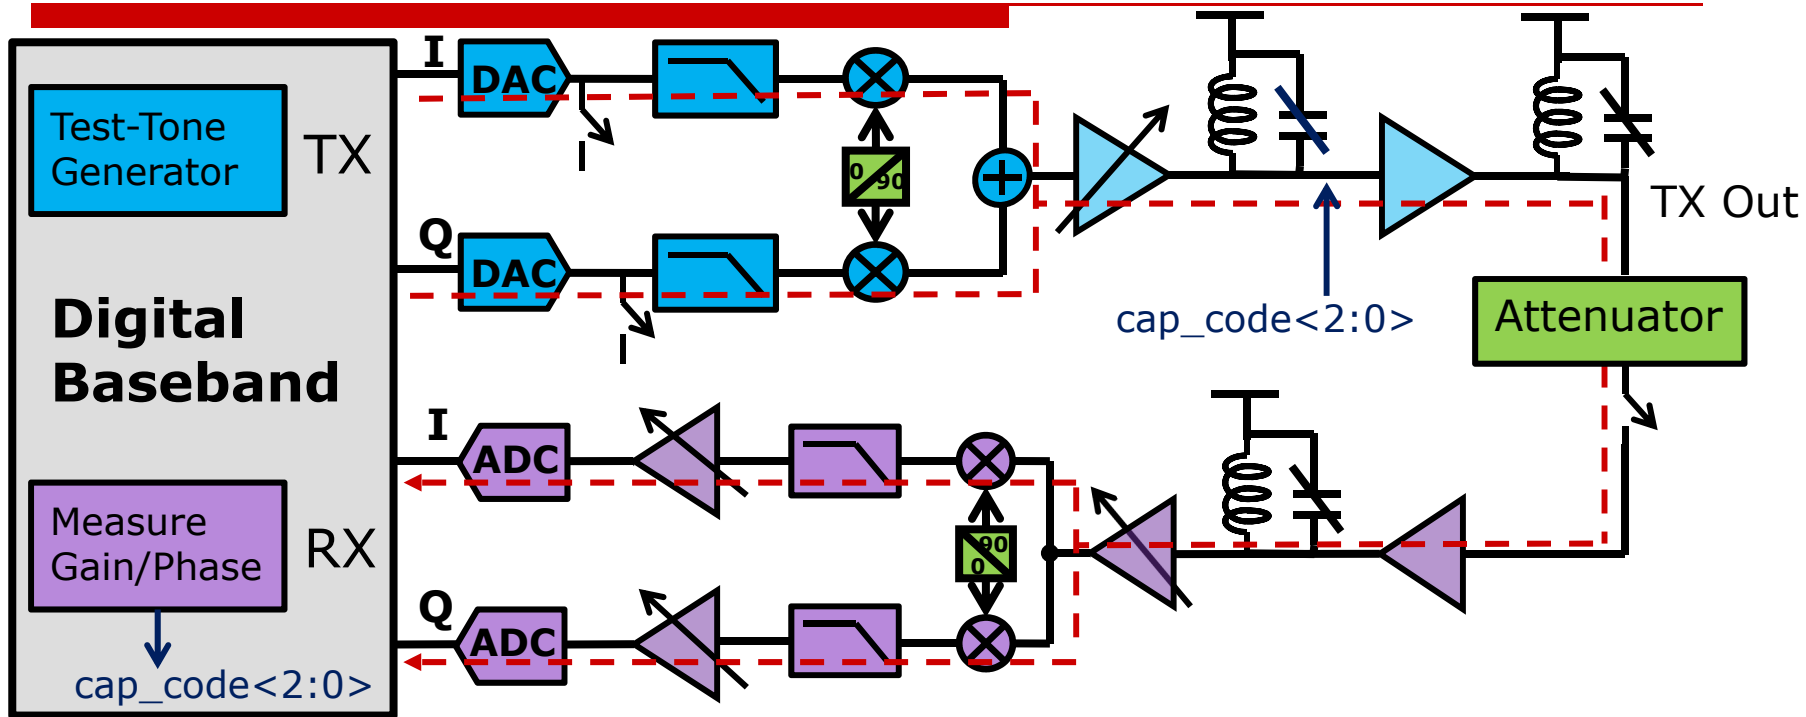 I
DAC
Test-Tone
Generator
TX
0
90
Q
DAC
TX Out
Digital
Baseband
cap_code<2:0>
Attenuator
I
ADC
Measure
Gain/Phase
RX
90
0
Q
ADC
cap_code<2:0>